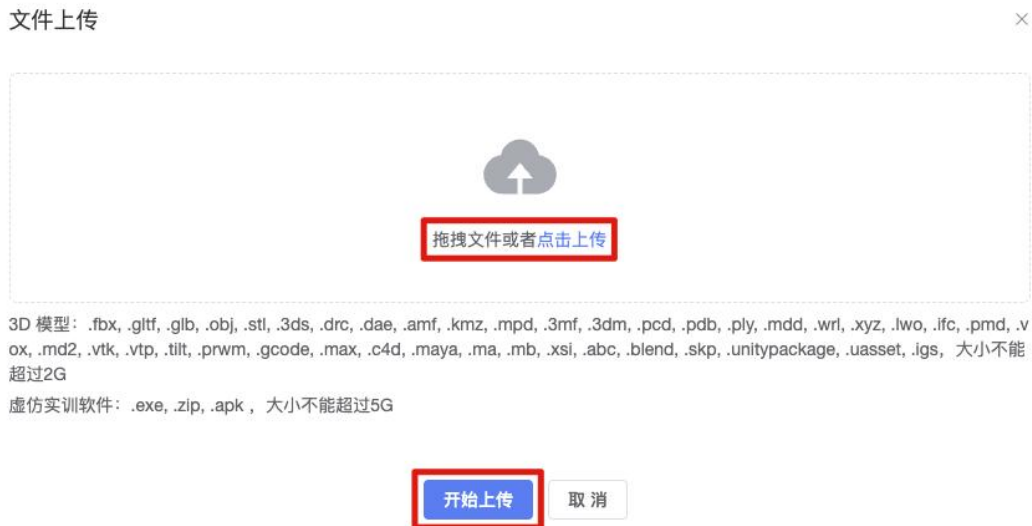 文件上传
拖拽文件或者点击上传
3D 模型：.fbx, .gltf, .glb, .obj, .stl, .3ds, .drc, .dae, .amf, .kmz, .mpd, .3mf, .3dm, .pcd, .pdb, .ply, .mdd, .wrl, .xyz, .lwo, .ifc, .pmd, .v
ox, .md2, .vtk, .vtp, .tilt, .prwm, .gcode, .max, .c4d, .maya, .ma, .mb, .xsi, .abc, .blend, .skp, .unitypackage, .uasset, .igs，大小不能
超过2G
虚仿实训软件：.exe, .zip, .apk ，大小不能超过5G
开始上传 取 消